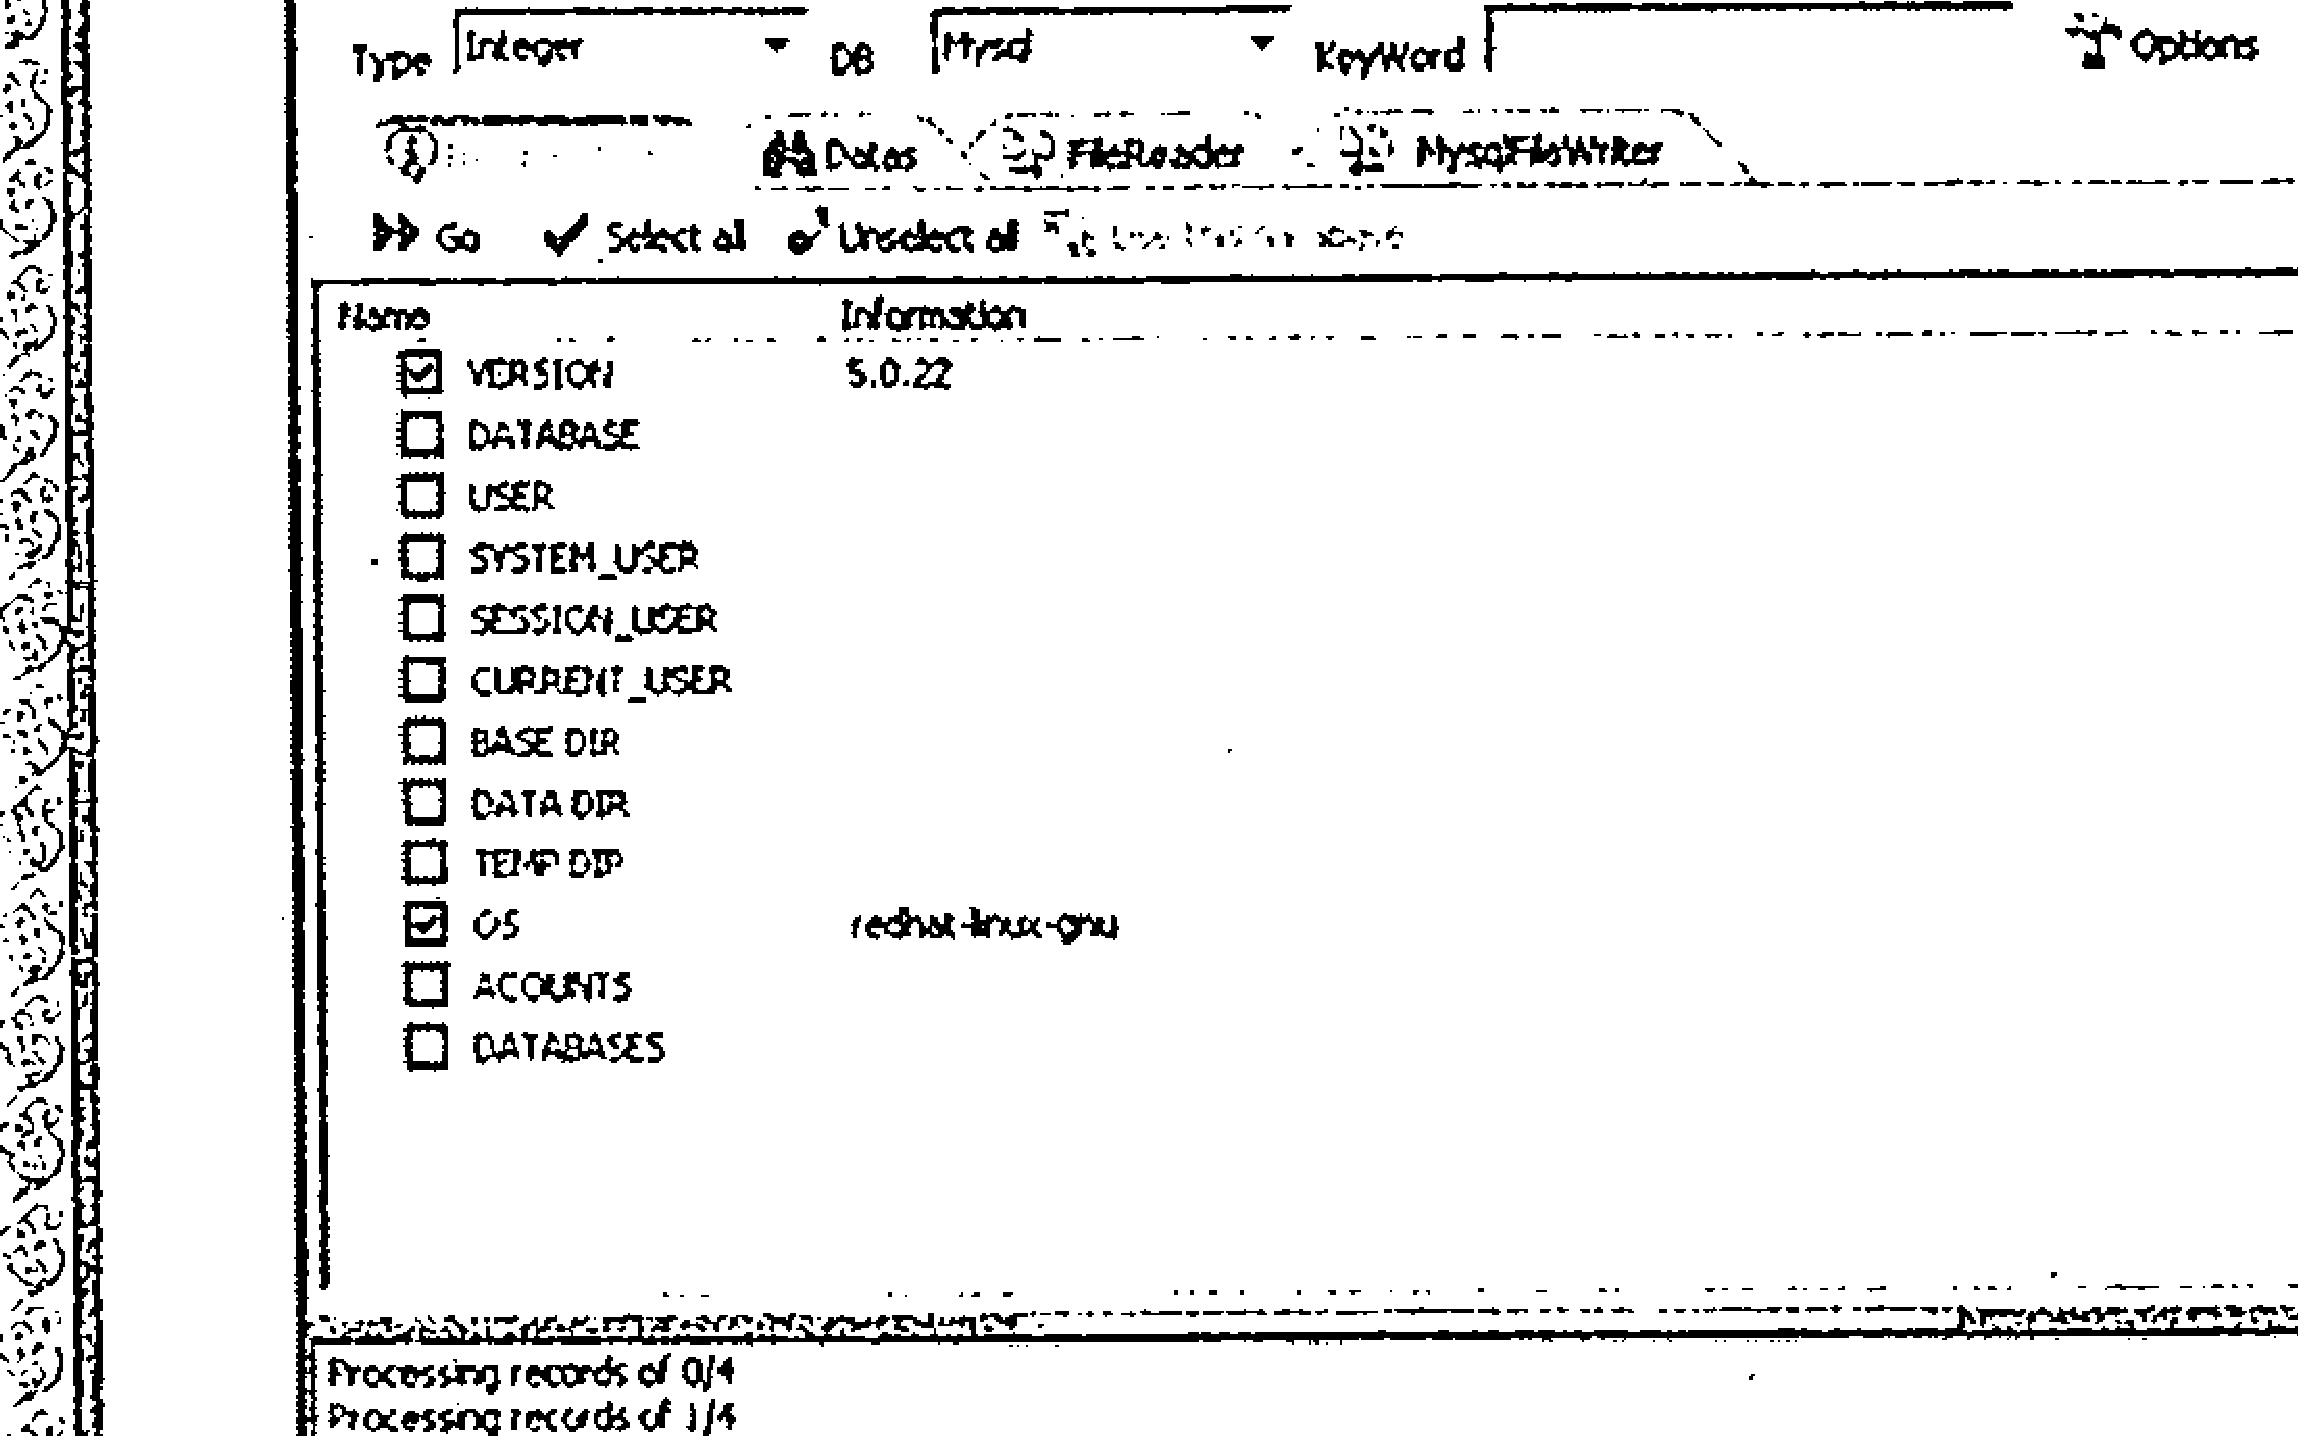 Type Integer DB Mysql KeyWord Options
Datas FileReader MysqlFileWriter
Go Select all Unselect all
Name Information
VERSION 5.0.22
DATABASE
USER
SYSTEM_USER
SESSION_USER
CURRENT_USER
BASE DIR
DATA DIR
TEMP DIR
OS redhat-linux-gnu
ACOUNTS
DATABASES
Processing records of 0/4
Processing records of 1/4